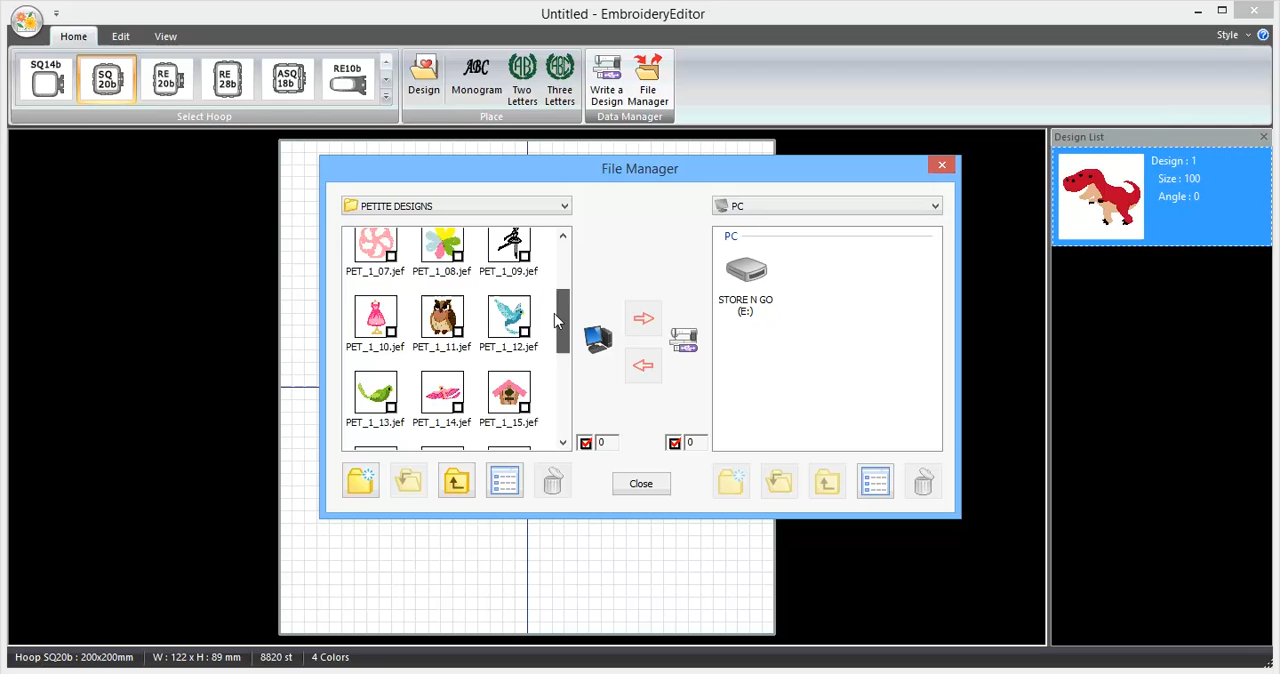 Untitled - EmbroideryEditor
Home Edit View Style
SQ14b
SQ 20b
RE 20b
RE 28b
ASQ 18b
RE10b
Select Hoop
Design
ABC
Monogram
AB
Two Letters
ABC
Three Letters
Place
Write a Design
File Manager
Data Manager
Design List
Design : 1
Size : 100
Angle : 0
File Manager
PETITE DESIGNS
PC
PET_1_07.jef PET_1_08.jef PET_1_09.jef
PET_1_10.jef PET_1_11.jef PET_1_12.jef
PET_1_13.jef PET_1_14.jef PET_1_15.jef
PC
STORE N GO
(E:)
0
0
Close
Hoop SQ20b : 200x200mm W : 122 x H : 89 mm 8820 st 4 Colors